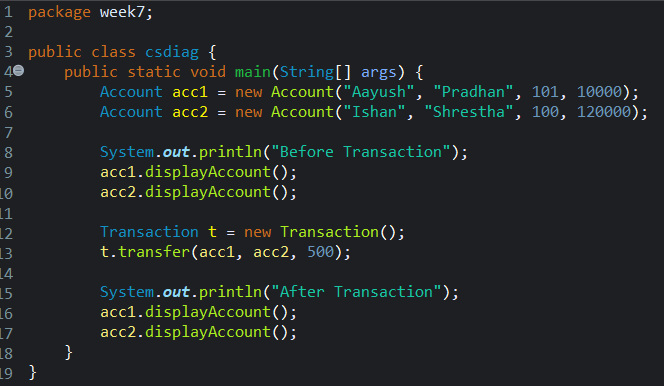 1 package week7;
2
3 public class csdiag {
4     public static void main(String[] args) {
5         Account acc1 = new Account("Aayush", "Pradhan", 101, 10000);
6         Account acc2 = new Account("Ishan", "Shrestha", 100, 120000);
7
8         System.out.println("Before Transaction");
9         acc1.displayAccount();
10         acc2.displayAccount();
11
12         Transaction t = new Transaction();
13         t.transfer(acc1, acc2, 500);
14
15         System.out.println("After Transaction");
16         acc1.displayAccount();
17         acc2.displayAccount();
18     }
19 }